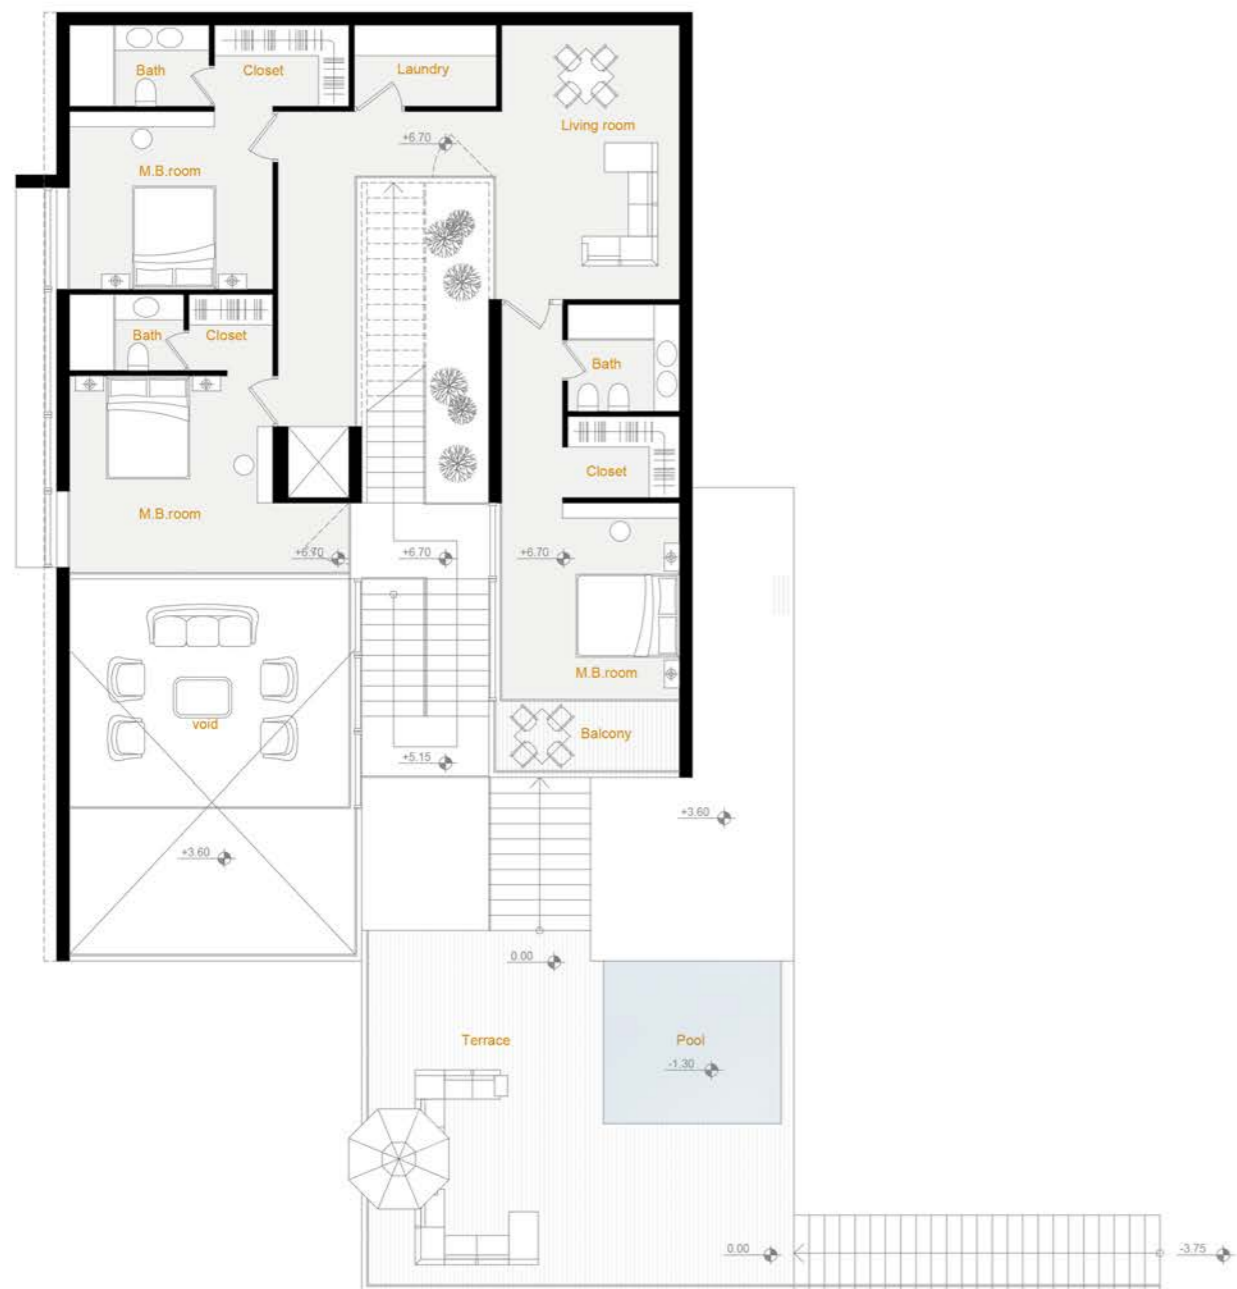 Bath
Closet
Laundry
Living room
+6.70
M.B.room
Bath
Closet
Bath
Closet
M.B.room
+6.70
+6.70
+6.70
M.B.room
void
Balcony
+5.15
+3.60
+3.60
0.00
Terrace
Pool
-1.30
0.00
-3.75